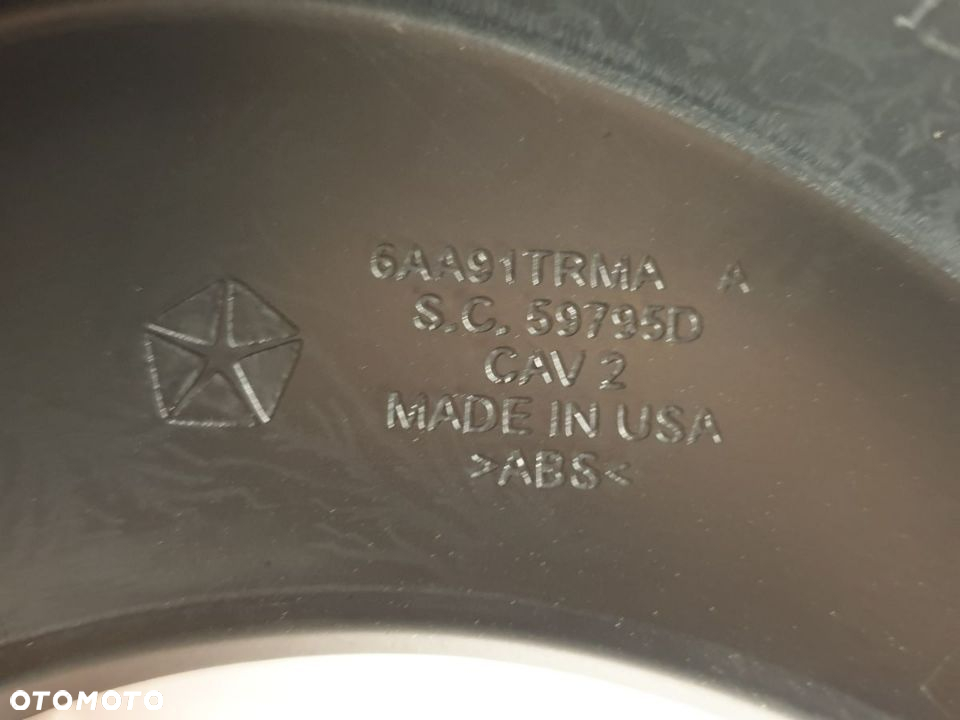 6AA91TRMA A
S.C. 59795D
CAV 2
MADE IN USA
>ABS<
OTOMOTO